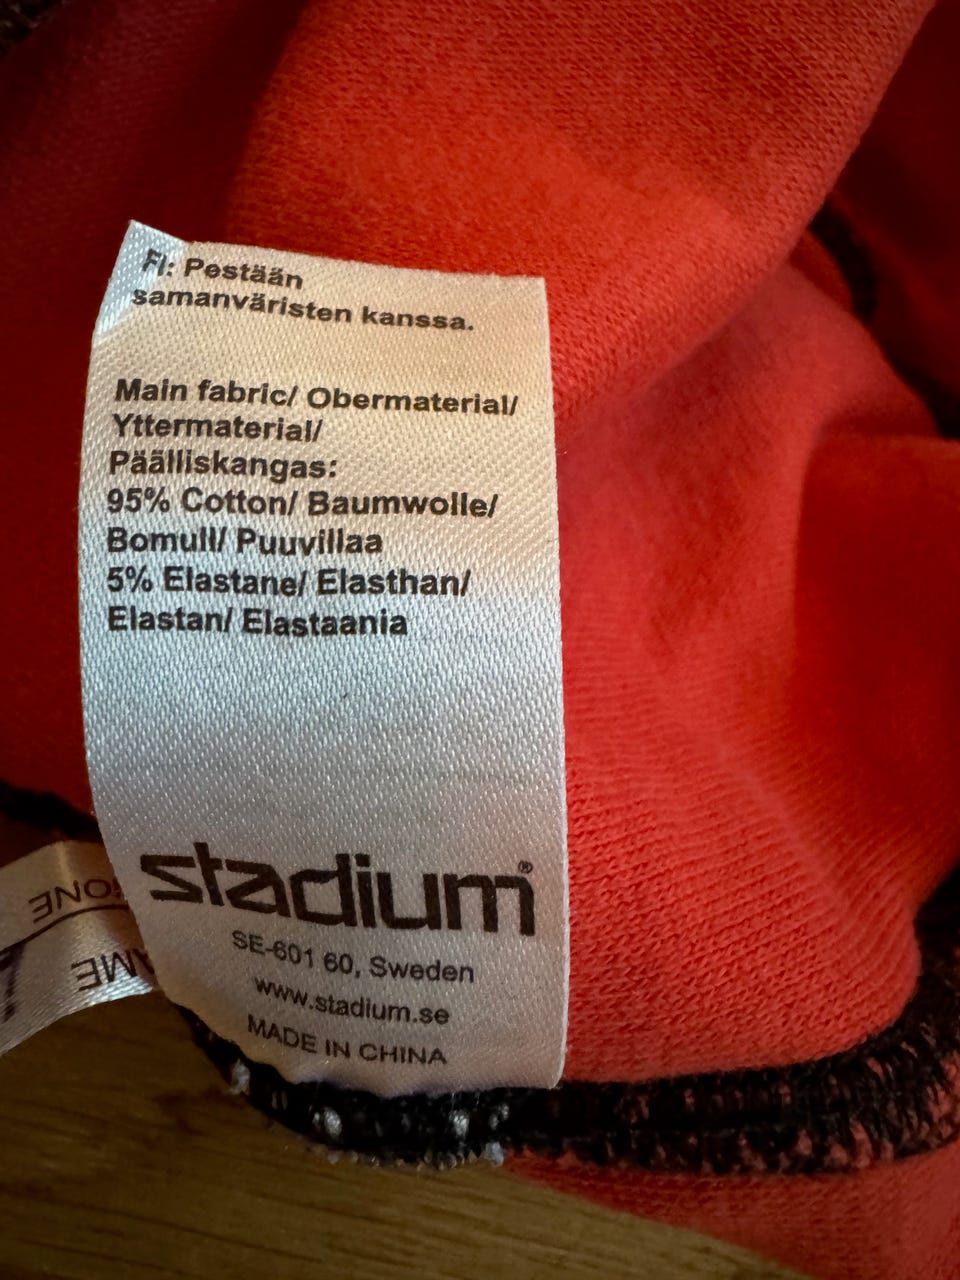 FI: Pestään
samanväristen kanssa.
Main fabric/ Obermaterial/
Yttermaterial/
Päälliskangas:
95% Cotton/ Baumwolle/
Bomull/ Puuvillaa
5% Elastane/ Elasthan/
Elastan/ Elastaania
stadium®
SE-601 60, Sweden
www.stadium.se
MADE IN CHINA